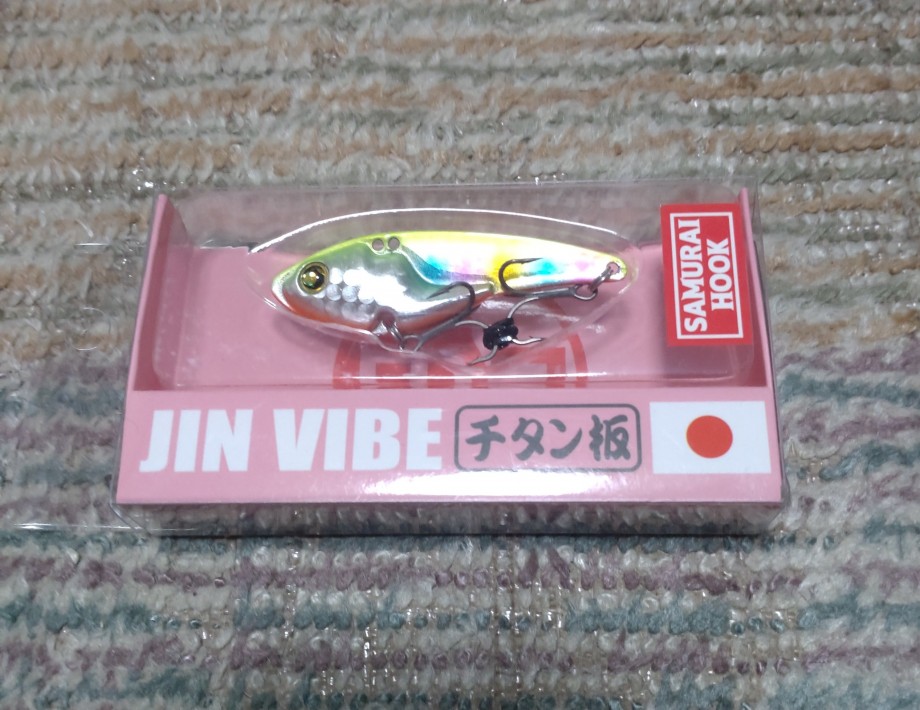 SAMURAI
HOOK
JIN VIBE チタン板